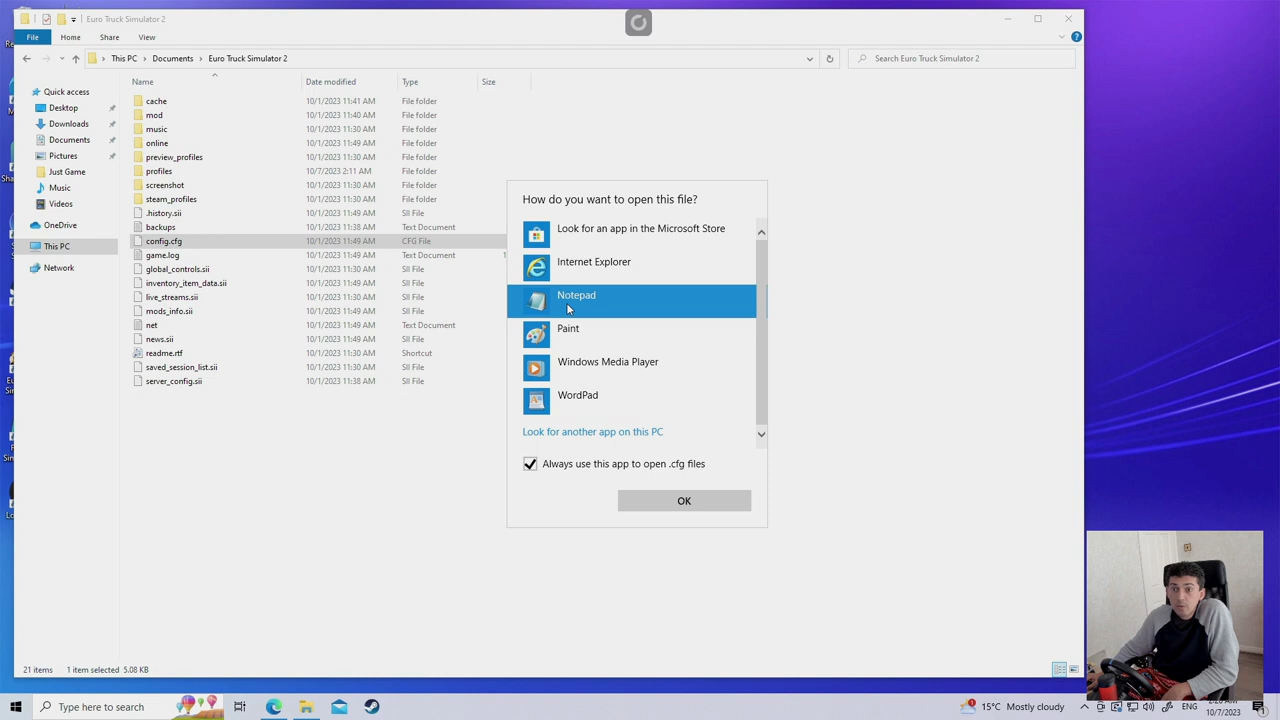 Euro Truck Simulator 2
File Home Share View
This PC > Documents > Euro Truck Simulator 2
Search Euro Truck Simulator 2
Name Date modified Type Size
Quick access
Desktop
Downloads
Documents
Pictures
Just Game
Music
Videos
OneDrive
This PC
Network
cache 10/1/2023 11:41 AM File folder
mod 10/1/2023 11:40 AM File folder
music 10/1/2023 11:30 AM File folder
online 10/1/2023 11:49 AM File folder
preview_profiles 10/1/2023 11:30 AM File folder
profiles 10/7/2023 2:11 AM File folder
screenshot 10/1/2023 11:30 AM File folder
steam_profiles 10/1/2023 11:30 AM File folder
.history.sii 10/1/2023 11:49 AM SII File
backups 10/1/2023 11:38 AM Text Document
config.cfg 10/1/2023 11:49 AM CFG File
game.log 10/1/2023 11:49 AM Text Document 1
global_controls.sii 10/1/2023 11:30 AM SII File
inventory_item_data.sii 10/1/2023 11:49 AM SII File
live_streams.sii 10/1/2023 11:30 AM SII File
mods_info.sii 10/1/2023 11:49 AM SII File
net 10/1/2023 11:49 AM Text Document
news.sii 10/1/2023 11:30 AM SII File
readme.rtf 10/1/2023 11:30 AM Shortcut
saved_session_list.sii 10/1/2023 11:30 AM SII File
server_config.sii 10/1/2023 11:38 AM SII File
How do you want to open this file?
Look for an app in the Microsoft Store
Internet Explorer
Notepad
Paint
Windows Media Player
WordPad
Look for another app on this PC
Always use this app to open .cfg files
OK
21 items 1 item selected 5.08 KB
Type here to search
15°C Mostly cloudy
ENG
10/7/2023